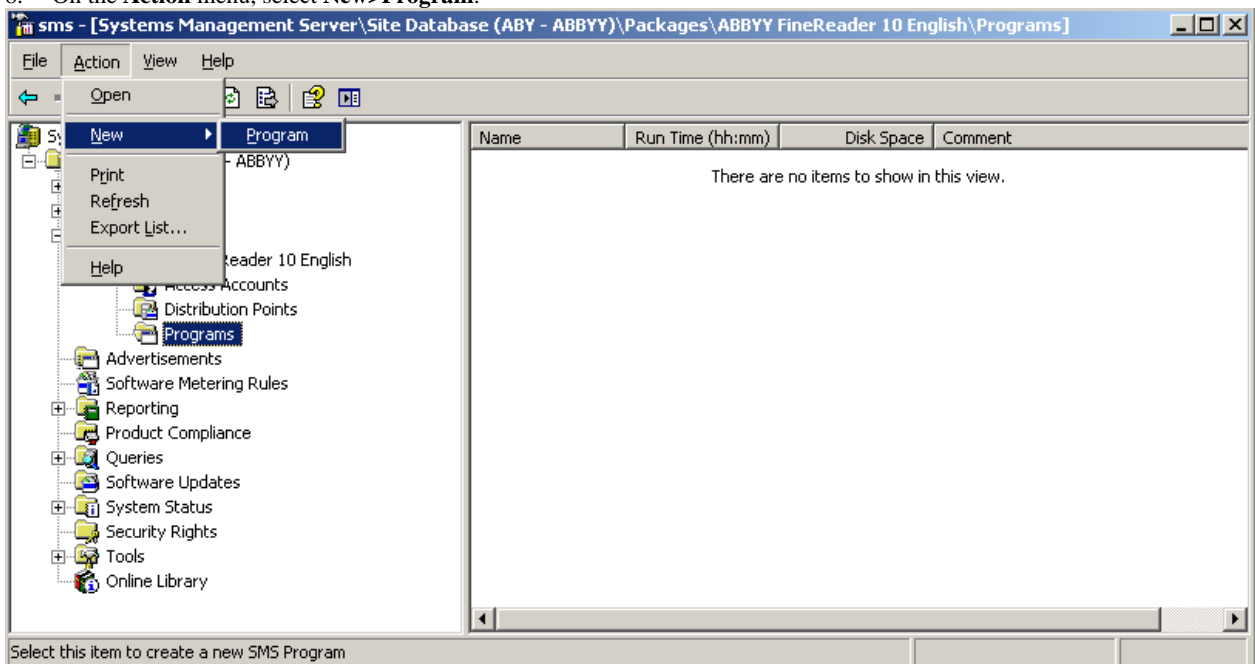 On the Action menu, select New>Program.
sms - [Systems Management Server\Site Database (ABY - ABBYY)\Packages\ABBYY FineReader 10 English\Programs]
File Action View Help
Open
New Program
Print
Refresh
Export List...
Help
- ABBYY)
Reader 10 English
Access Accounts
Distribution Points
Programs
Advertisements
Software Metering Rules
Reporting
Product Compliance
Queries
Software Updates
System Status
Security Rights
Tools
Online Library
Name Run Time (hh:mm) Disk Space Comment
There are no items to show in this view.
Select this item to create a new SMS Program